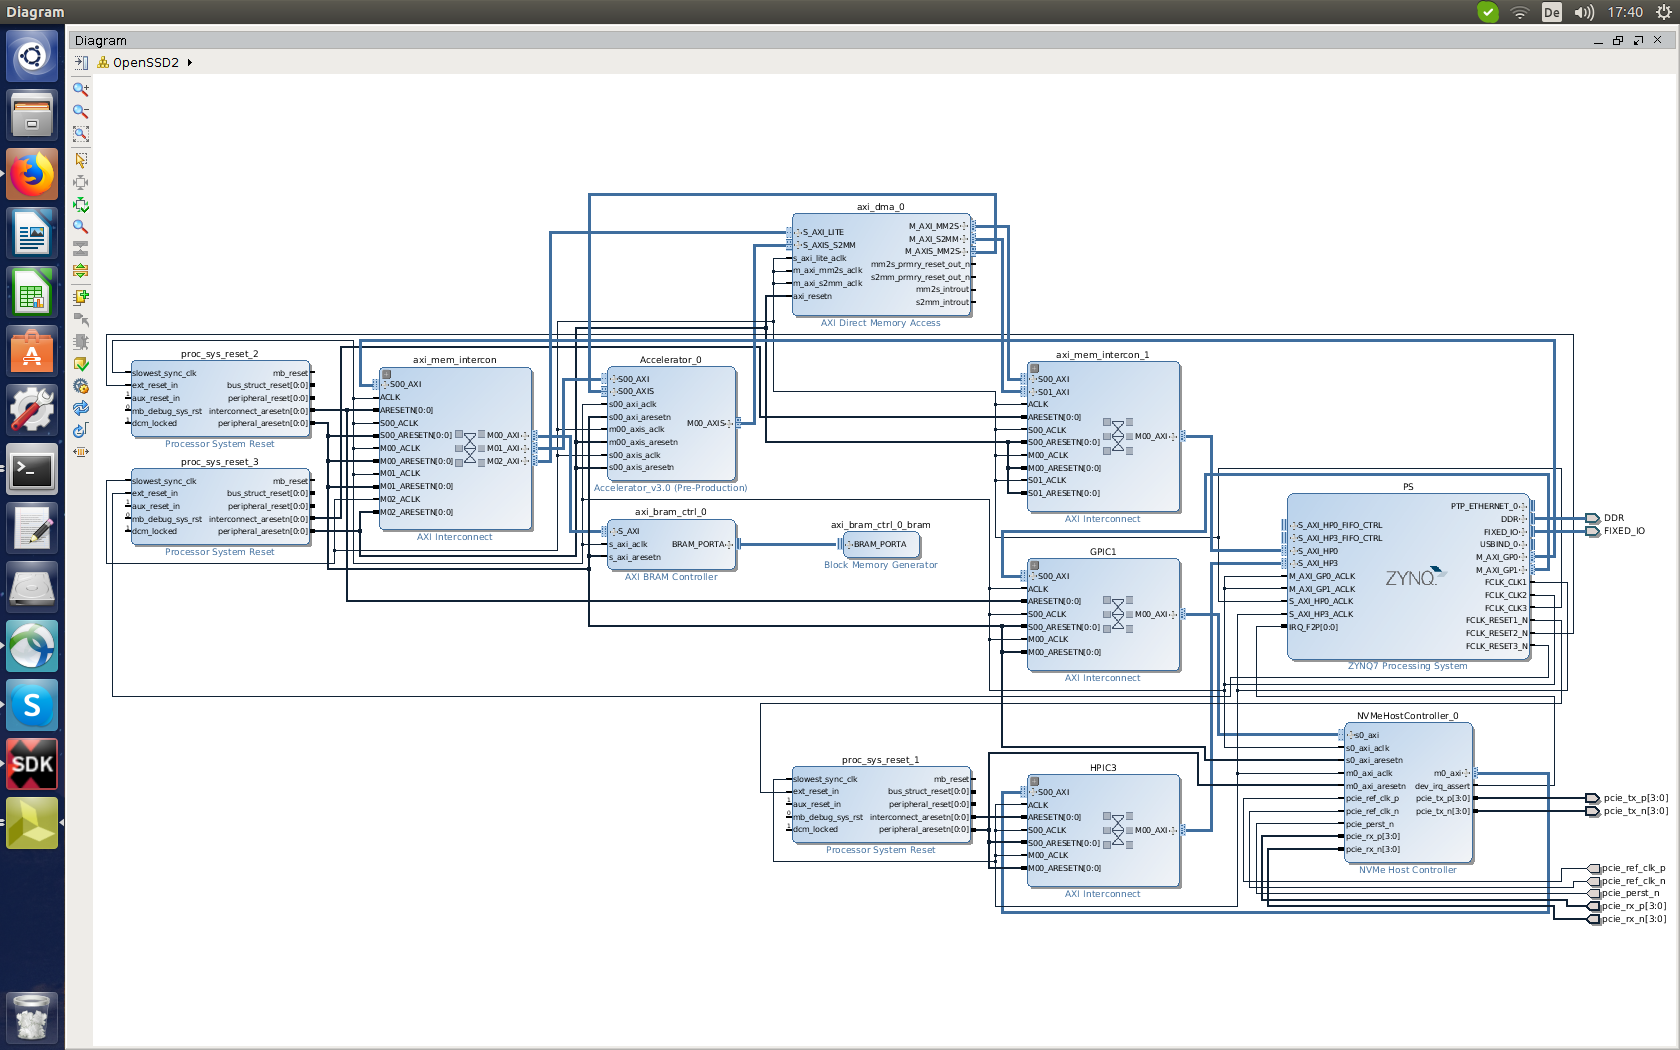 Diagram
De
17:40
Diagram
OpenSSD2
axi_dma_0
S_AXI_LITE
S_AXIS_S2MM
s_axi_lite_aclk
m_axi_mm2s_aclk
m_axi_s2mm_aclk
axi_resetn
M_AXI_MM2S
M_AXI_S2MM
M_AXIS_MM2S
mm2s_prmry_reset_out_n
s2mm_prmry_reset_out_n
mm2s_introut
s2mm_introut
AXI Direct Memory Access
proc_sys_reset_2
slowest_sync_clk
ext_reset_in
aux_reset_in
mb_debug_sys_rst
dcm_locked
mb_reset
bus_struct_reset[0:0]
peripheral_reset[0:0]
interconnect_aresetn[0:0]
peripheral_aresetn[0:0]
Processor System Reset
proc_sys_reset_3
slowest_sync_clk
ext_reset_in
aux_reset_in
mb_debug_sys_rst
dcm_locked
mb_reset
bus_struct_reset[0:0]
peripheral_reset[0:0]
interconnect_aresetn[0:0]
peripheral_aresetn[0:0]
Processor System Reset
axi_mem_intercon
S00_AXI
ACLK
ARESETN[0:0]
S00_ACLK
S00_ARESETN[0:0]
M00_ACLK
M00_ARESETN[0:0]
M01_ACLK
M01_ARESETN[0:0]
M02_ACLK
M02_ARESETN[0:0]
M00_AXI
M01_AXI
M02_AXI
AXI Interconnect
Accelerator_0
S00_AXI
S00_AXIS
s00_axi_aclk
s00_axi_aresetn
m00_axis_aclk
m00_axis_aresetn
s00_axis_aclk
s00_axis_aresetn
M00_AXIS
Accelerator_v3.0 (Pre-Production)
axi_bram_ctrl_0
S_AXI
s_axi_aclk
s_axi_aresetn
BRAM_PORTA
AXI BRAM Controller
axi_bram_ctrl_0_bram
BRAM_PORTA
Block Memory Generator
axi_mem_intercon_1
S00_AXI
S01_AXI
ACLK
ARESETN[0:0]
S00_ACLK
S00_ARESETN[0:0]
M00_ACLK
M00_ARESETN[0:0]
S01_ACLK
S01_ARESETN[0:0]
M00_AXI
AXI Interconnect
GPIC1
S00_AXI
ACLK
ARESETN[0:0]
S00_ACLK
S00_ARESETN[0:0]
M00_ACLK
M00_ARESETN[0:0]
M00_AXI
AXI Interconnect
PS
S_AXI_HP0_FIFO_CTRL
S_AXI_HP3_FIFO_CTRL
S_AXI_HP0
S_AXI_HP3
M_AXI_GP0_ACLK
M_AXI_GP1_ACLK
S_AXI_HP0_ACLK
S_AXI_HP3_ACLK
IRQ_F2P[0:0]
ZYNQ
PTP_ETHERNET_0
DDR
FIXED_IO
USBIND_0
M_AXI_GP0
M_AXI_GP1
FCLK_CLK1
FCLK_CLK2
FCLK_CLK3
FCLK_RESET1_N
FCLK_RESET2_N
FCLK_RESET3_N
ZYNQ7 Processing System
DDR
FIXED_IO
proc_sys_reset_1
slowest_sync_clk
ext_reset_in
aux_reset_in
mb_debug_sys_rst
dcm_locked
mb_reset
bus_struct_reset[0:0]
peripheral_reset[0:0]
interconnect_aresetn[0:0]
peripheral_aresetn[0:0]
Processor System Reset
HPIC3
S00_AXI
ACLK
ARESETN[0:0]
S00_ACLK
S00_ARESETN[0:0]
M00_ACLK
M00_ARESETN[0:0]
M00_AXI
AXI Interconnect
NVMeHostController_0
s0_axi
s0_axi_aclk
s0_axi_aresetn
m0_axi_aclk
m0_axi_aresetn
pcie_ref_clk_p
pcie_ref_clk_n
pcie_perst_n
pcie_rx_p[3:0]
pcie_rx_n[3:0]
m0_axi
dev_irq_assert
pcie_tx_p[3:0]
pcie_tx_n[3:0]
NVMe Host Controller
pcie_tx_p[3:0]
pcie_tx_n[3:0]
pcie_ref_clk_p
pcie_ref_clk_n
pcie_perst_n
pcie_rx_p[3:0]
pcie_rx_n[3:0]
S
SDK